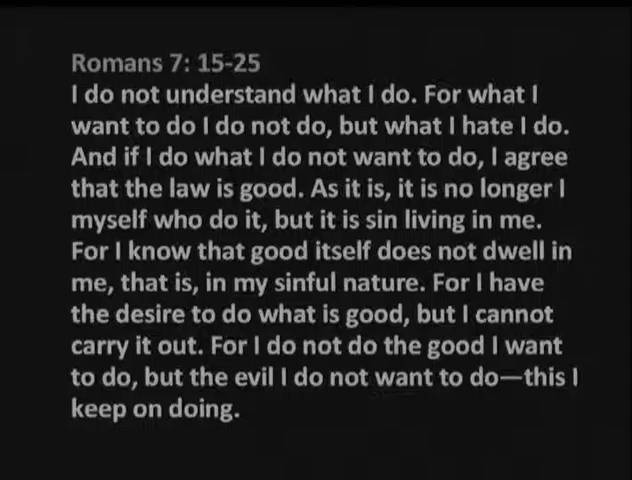 Romans 7: 15-25
I do not understand what I do. For what I
want to do I do not do, but what I hate I do.
And if I do what I do not want to do, I agree
that the law is good. As it is, it is no longer I
myself who do it, but it is sin living in me.
For I know that good itself does not dwell in
me, that is, in my sinful nature. For I have
the desire to do what is good, but I cannot
carry it out. For I do not do the good I want
to do, but the evil I do not want to do—this I
keep on doing.